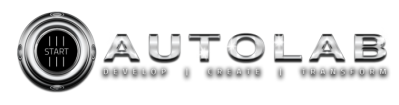 START
AUTOLAB
DEVELOP | CREATE | TRANSFORM